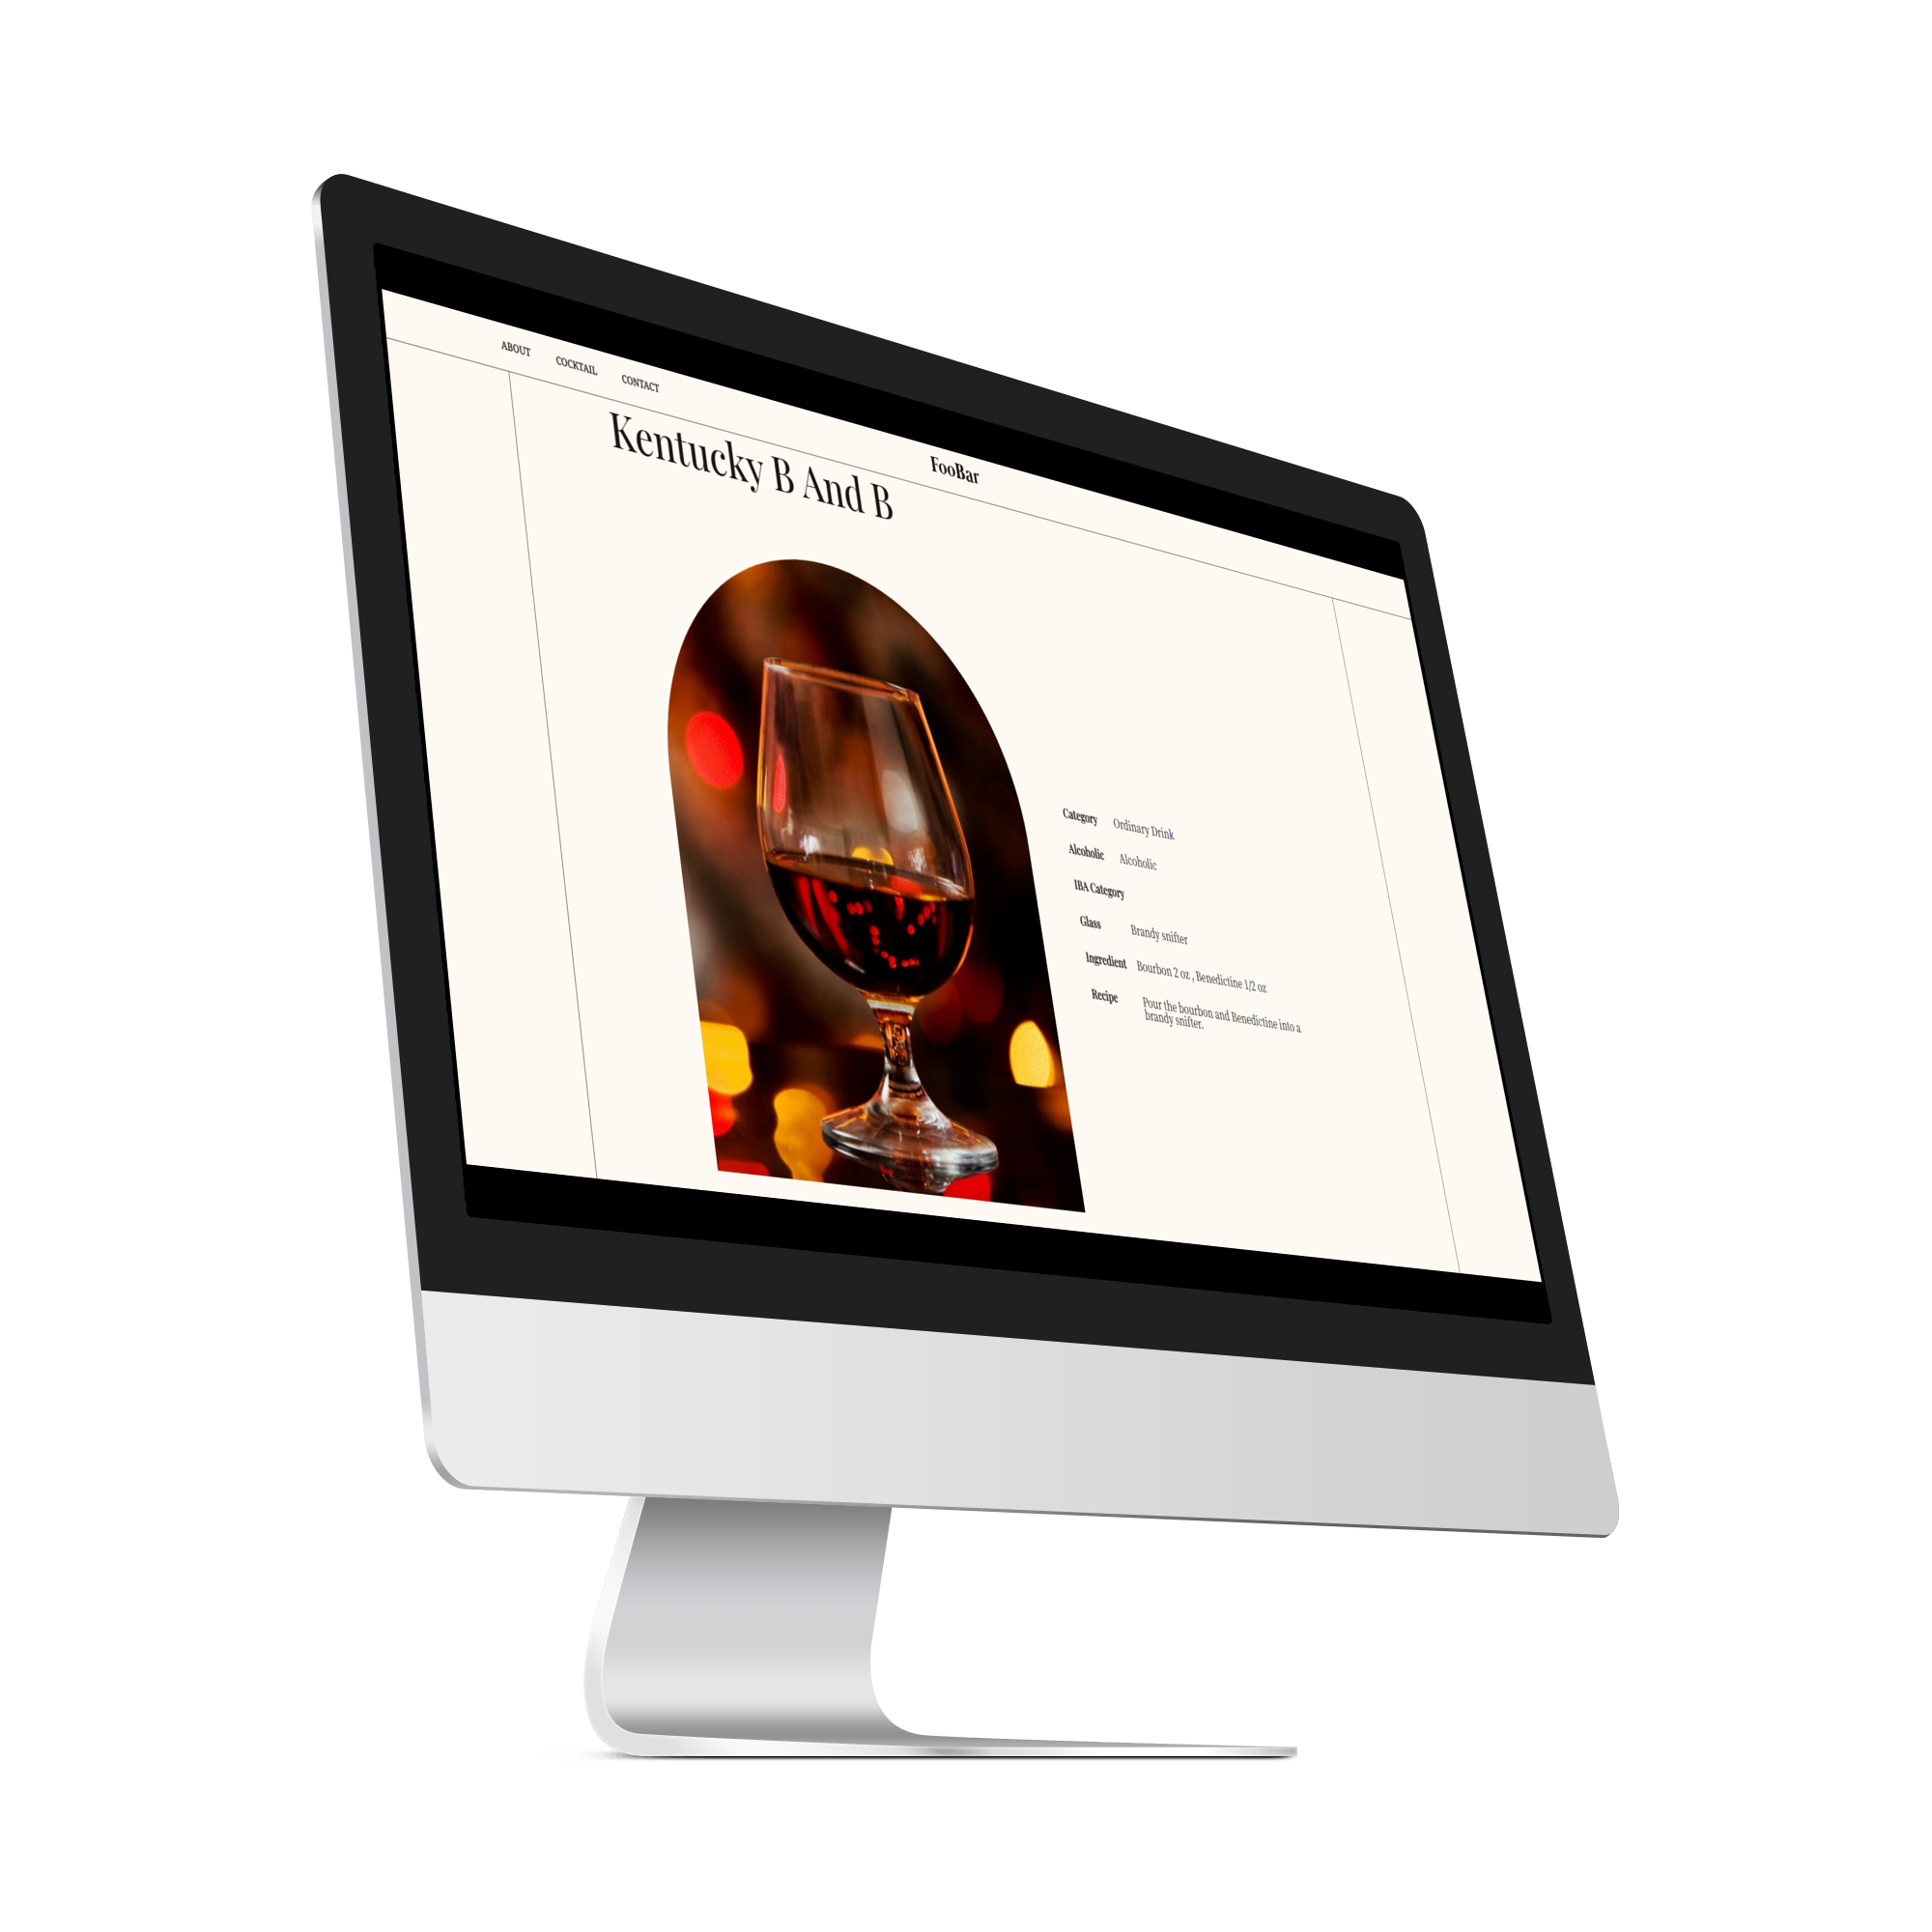 ABOUT COCKTAIL CONTACT
FooBar
Kentucky B And B
Category Ordinary Drink
Alcoholic Alcoholic
IBA Category
Glass Brandy snifter
Ingredient Bourbon 2 oz , Benedictine 1/2 oz
Recipe Pour the bourbon and Benedictine into a
brandy snifter.